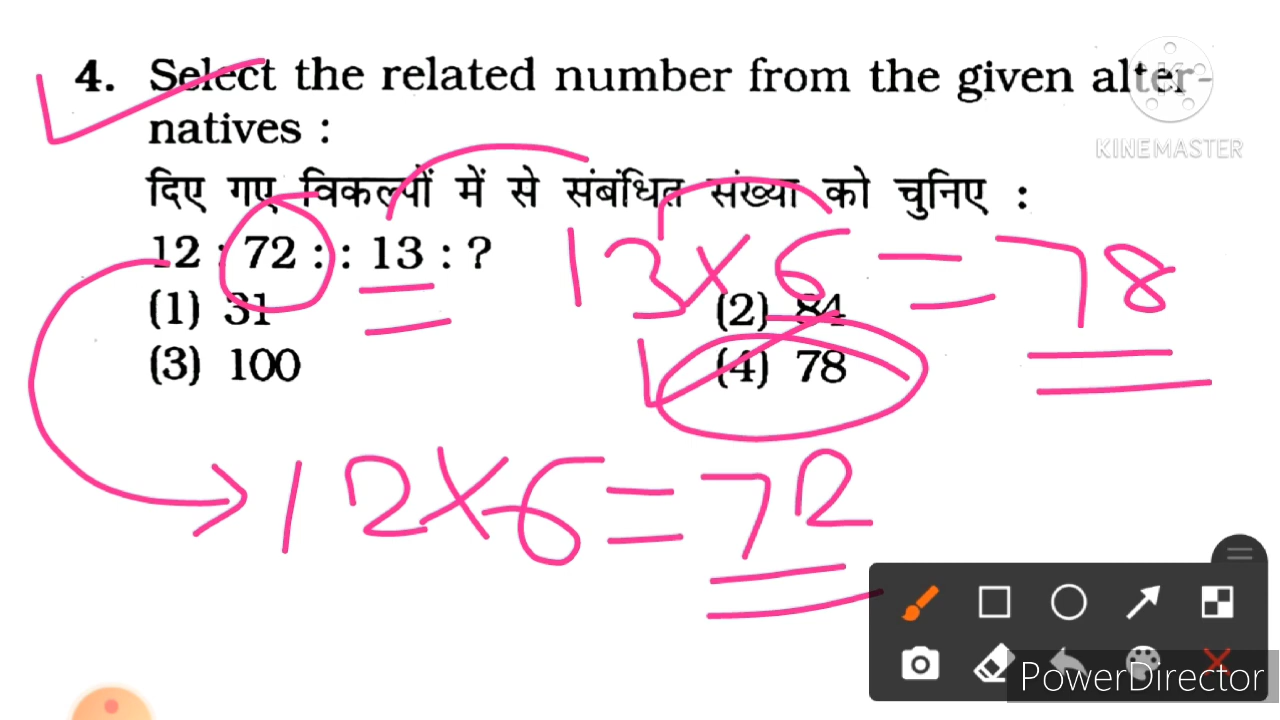 4. Select the related number from the given alter-
natives :
दिए गए विकल्पों में से संबंधित संख्या को चुनिए :
12 : 72 : : 13 : ?
13 × 6 = 78
(1) 31 (2) 84
(3) 100 (4) 78
12 × 6 = 72
KINEMASTER
PowerDirector